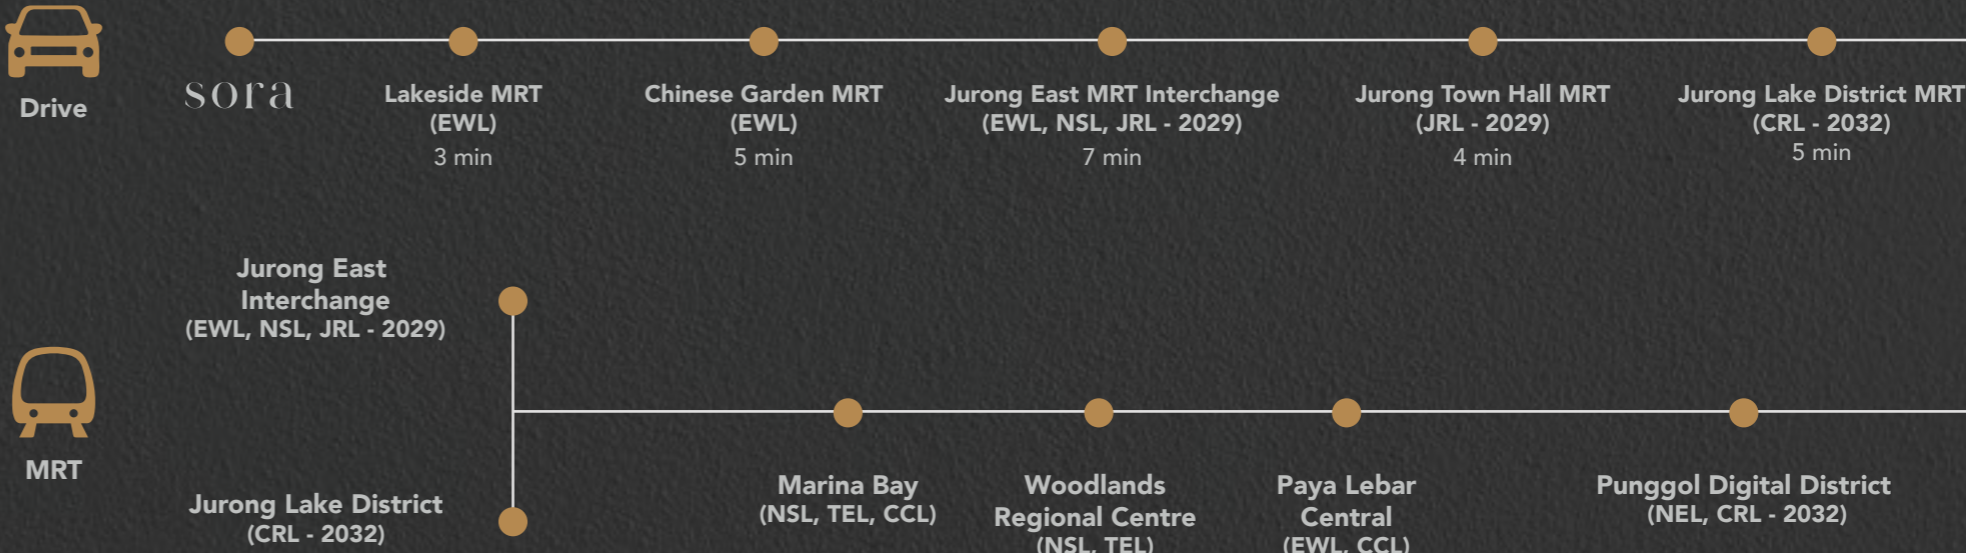 Drive
sora
Lakeside MRT
(EWL)
3 min
Chinese Garden MRT
(EWL)
5 min
Jurong East MRT Interchange
(EWL, NSL, JRL - 2029)
7 min
Jurong Town Hall MRT
(JRL - 2029)
4 min
Jurong Lake District MRT
(CRL - 2032)
5 min
MRT
Jurong East
Interchange
(EWL, NSL, JRL - 2029)
Jurong Lake District
(CRL - 2032)
Marina Bay
(NSL, TEL, CCL)
Woodlands
Regional Centre
(NSL, TEL)
Paya Lebar
Central
(EWL, CCL)
Punggol Digital District
(NEL, CRL - 2032)